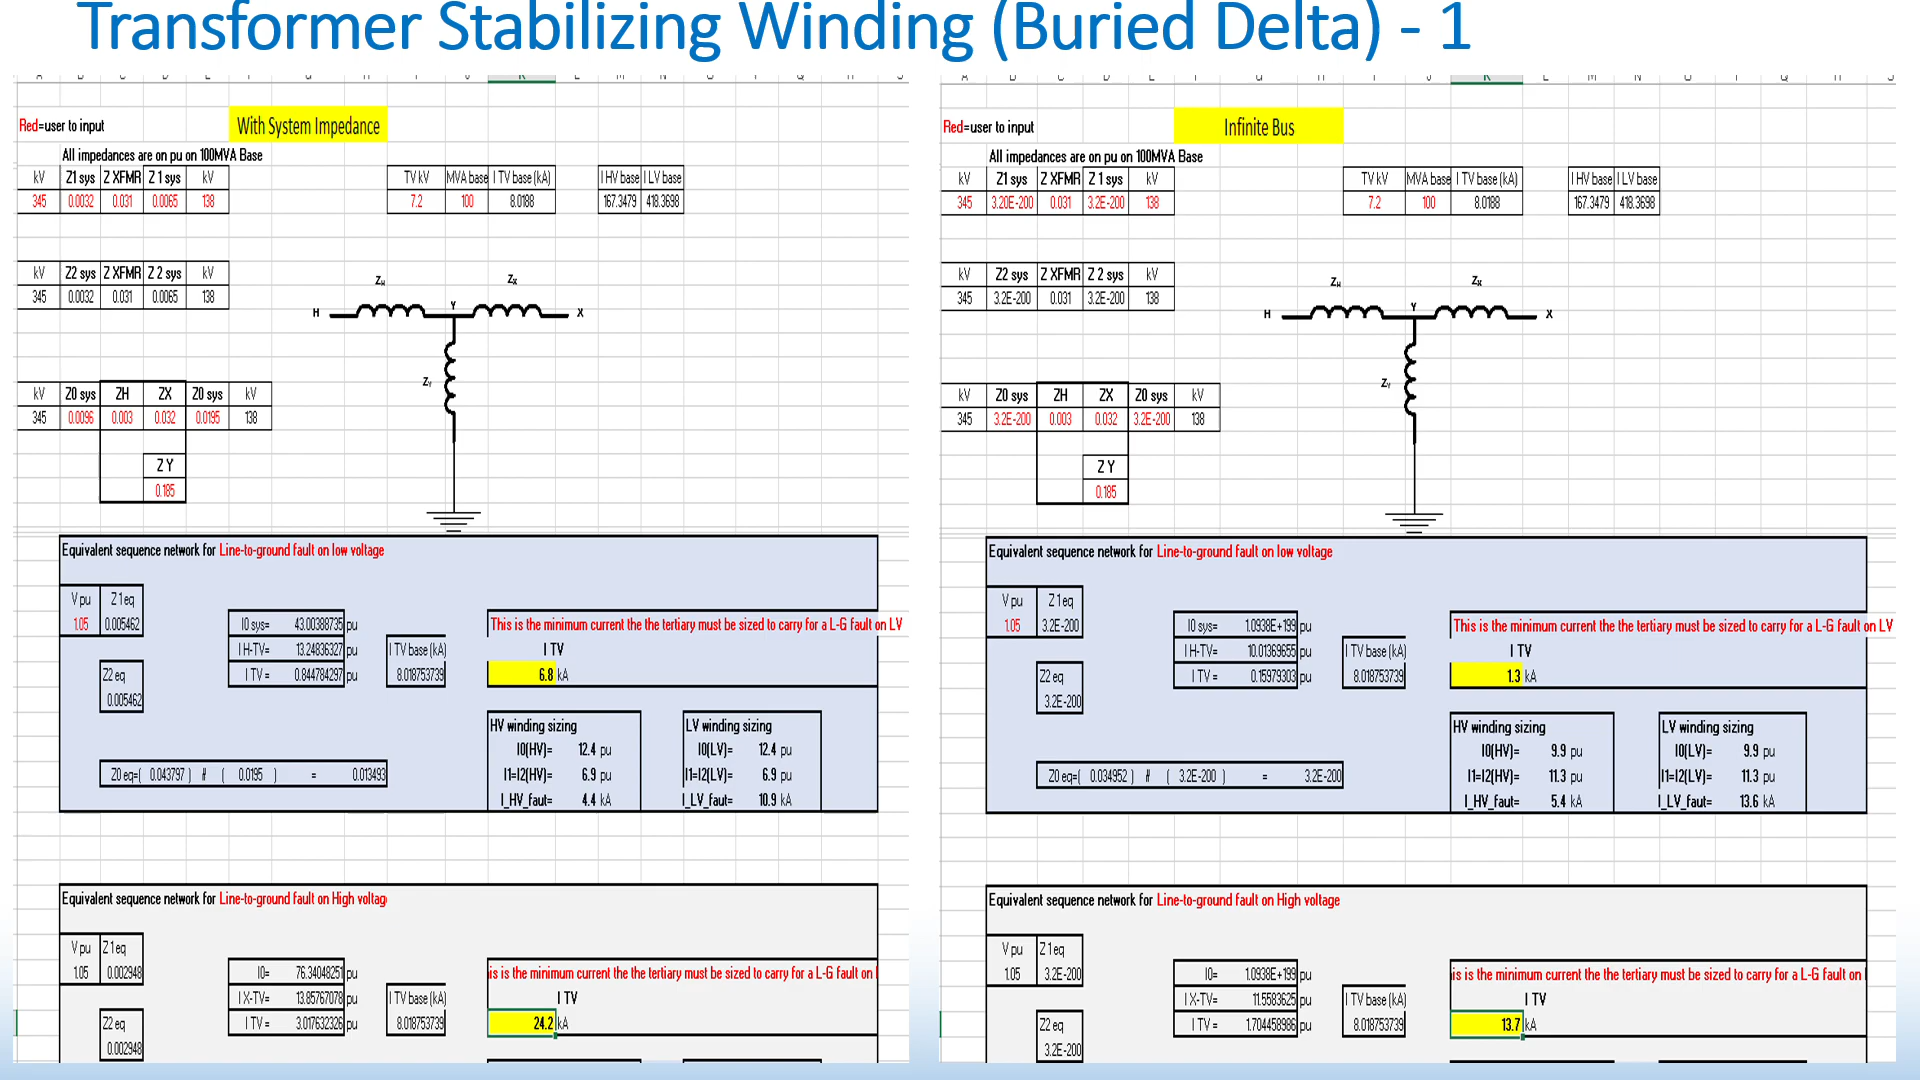 Transformer Stabilizing Winding (Buried Delta) - 1
Red=user to input
With System Impedance
All impedances are on pu on 100MVA Base
kV Z1 sys Z XFMR Z 1 sys kV
345 0.0032 0.031 0.0065 138
TV kV MVA base I TV base (kA)
7.2 100 8.0188
I HV base I LV base
167.3479 418.3698
kV Z2 sys Z XFMR Z 2 sys kV
345 0.0032 0.031 0.0065 138
H ZH Y ZX X
ZY
kV Z0 sys ZH ZX Z0 sys kV
345 0.0096 0.003 0.032 0.0195 138
Z Y
0.185
Equivalent sequence network for Line-to-ground fault on low voltage
V pu Z 1 eq
1.05 0.005462
Z2 eq
0.005462
I0 sys= 43.00388735 pu
I H-TV= 13.24836327 pu
I TV = 0.844784297 pu
I TV base (kA)
8.018753739
This is the minimum current the the tertiary must be sized to carry for a L-G fault on LV
I TV
6.8 kA
HV winding sizing
I0(HV)= 12.4 pu
I1=I2(HV)= 6.9 pu
I_HV_faut= 4.4 kA
LV winding sizing
I0(LV)= 12.4 pu
I1=I2(LV)= 6.9 pu
I_LV_faut= 10.9 kA
Z0 eq=( 0.043797 ) // ( 0.0195 ) = 0.013493
Equivalent sequence network for Line-to-ground fault on High voltag
V pu Z 1 eq
1.05 0.002948
Z2 eq
0.002948
I0= 76.34048251 pu
I X-TV= 13.85767078 pu
I TV = 3.017632326 pu
I TV base (kA)
8.018753739
is is the minimum current the the tertiary must be sized to carry for a L-G fault on
I TV
24.2 kA
A B C D E F G H I J K L M N O P Q R S
Red=user to input
Infinite Bus
All impedances are on pu on 100MVA Base
kV Z1 sys Z XFMR Z 1 sys kV
345 3.20E-200 0.031 3.2E-200 138
TV kV MVA base I TV base (kA)
7.2 100 8.0188
I HV base I LV base
167.3479 418.3698
kV Z2 sys Z XFMR Z 2 sys kV
345 3.2E-200 0.031 3.2E-200 138
H ZH Y ZX X
ZY
kV Z0 sys ZH ZX Z0 sys kV
345 3.2E-200 0.003 0.032 3.2E-200 138
Z Y
0.185
Equivalent sequence network for Line-to-ground fault on low voltage
V pu Z 1 eq
1.05 3.2E-200
Z2 eq
3.2E-200
I0 sys= 1.0938E+199 pu
I H-TV= 10.01369655 pu
I TV = 0.15979303 pu
I TV base (kA)
8.018753739
This is the minimum current the the tertiary must be sized to carry for a L-G fault on LV
I TV
1.3 kA
HV winding sizing
I0(HV)= 9.9 pu
I1=I2(HV)= 11.3 pu
I_HV_faut= 5.4 kA
LV winding sizing
I0(LV)= 9.9 pu
I1=I2(LV)= 11.3 pu
I_LV_faut= 13.6 kA
Z0 eq=( 0.034952 ) // ( 3.2E-200 ) = 3.2E-200
Equivalent sequence network for Line-to-ground fault on High voltage
V pu Z 1 eq
1.05 3.2E-200
Z2 eq
3.2E-200
I0= 1.0938E+199 pu
I X-TV= 11.5583625 pu
I TV = 1.704458986 pu
I TV base (kA)
8.018753739
is is the minimum current the the tertiary must be sized to carry for a L-G fault on
I TV
13.7 kA